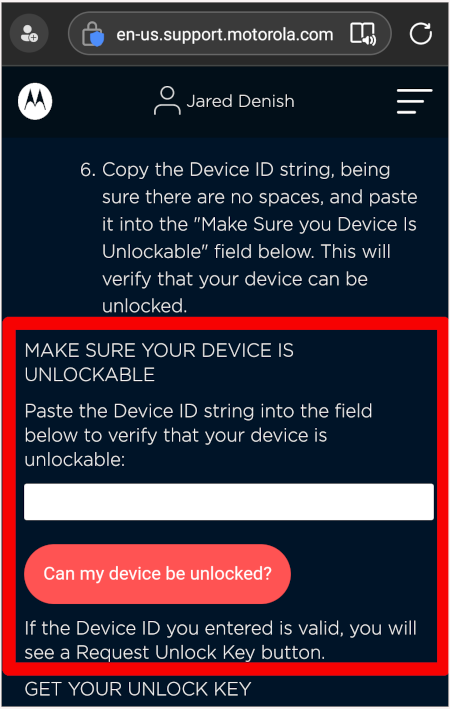 en-us.support.motorola.com
Jared Denish
6. Copy the Device ID string, being
sure there are no spaces, and paste
it into the "Make Sure you Device Is
Unlockable" field below. This will
verify that your device can be
unlocked.
MAKE SURE YOUR DEVICE IS
UNLOCKABLE
Paste the Device ID string into the field
below to verify that your device is
unlockable:
Can my device be unlocked?
If the Device ID you entered is valid, you will
see a Request Unlock Key button.
GET YOUR UNLOCK KEY